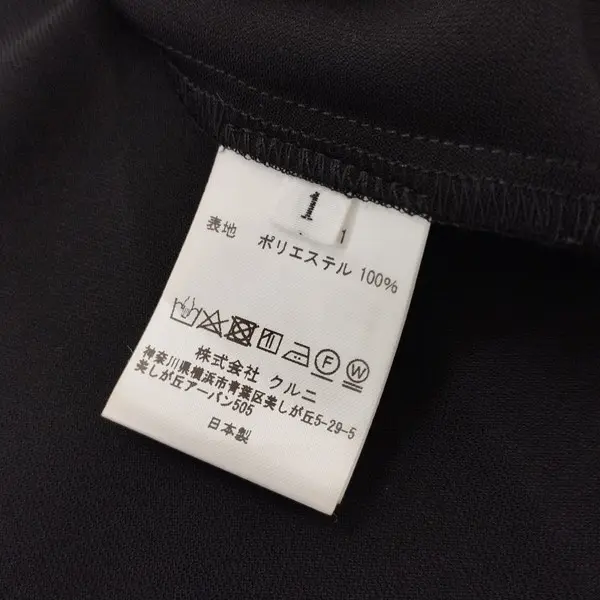 1
1
表地 ポリエステル 100%
株式会社 クルニ
神奈川県横浜市青葉区美しが丘5-29-5
美しが丘アーバン505
日本製